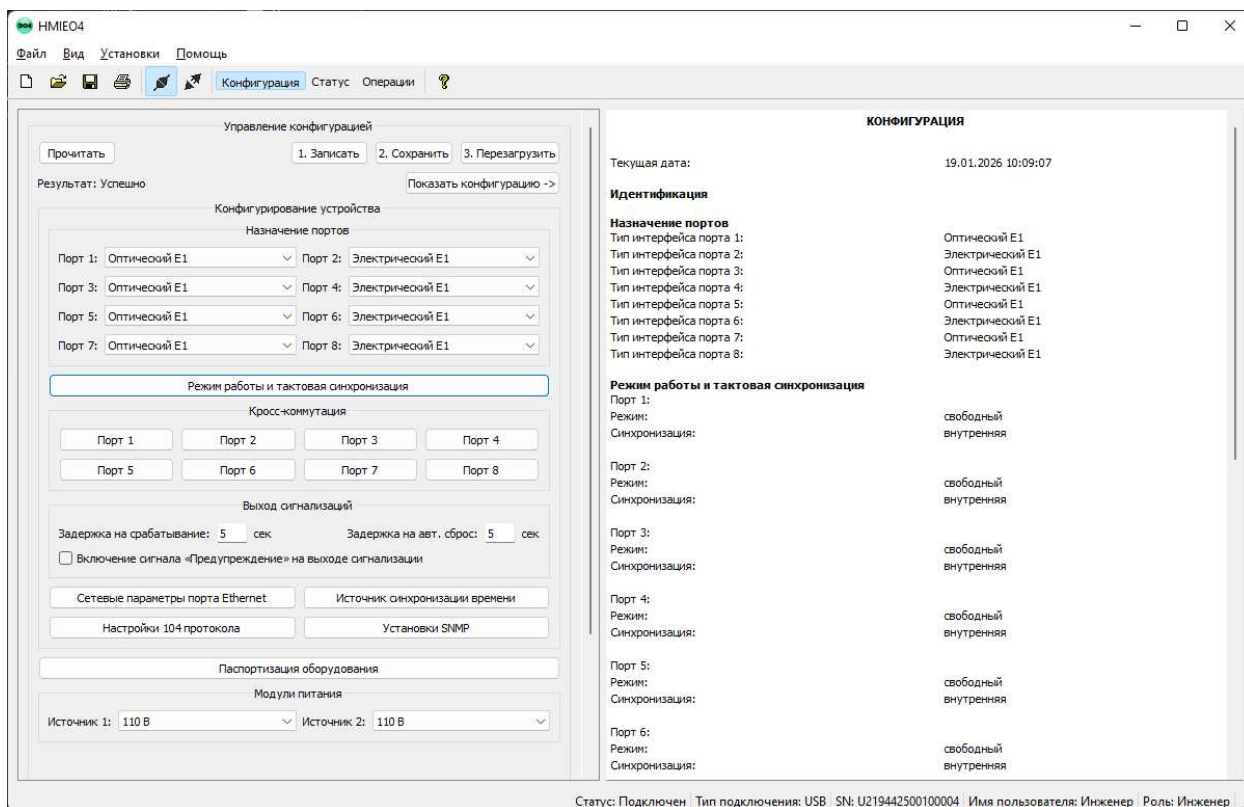 HMIEO4
Файл Вид Установки Помощь
Конфигурация Статус Операции
Управление конфигурацией
Прочитать 1. Записать 2. Сохранить 3. Перезагрузить
Результат: Успешно Показать конфигурацию ->
Конфигурирование устройства
Назначение портов
Порт 1: Оптический E1 Порт 2: Электрический E1
Порт 3: Оптический E1 Порт 4: Электрический E1
Порт 5: Оптический E1 Порт 6: Электрический E1
Порт 7: Оптический E1 Порт 8: Электрический E1
Режим работы и тактовая синхронизация
Кросс-коммутация
Порт 1 Порт 2 Порт 3 Порт 4
Порт 5 Порт 6 Порт 7 Порт 8
Выход сигнализаций
Задержка на срабатывание: 5 сек Задержка на авт. сброс: 5 сек
Включение сигнала «Предупреждение» на выходе сигнализации
Сетевые параметры порта Ethernet Источник синхронизации времени
Настройки 104 протокола Установки SNMP
Паспортизация оборудования
Модули питания
Источник 1: 110 В Источник 2: 110 В
КОНФИГУРАЦИЯ
Текущая дата: 19.01.2026 10:09:07
Идентификация
Назначение портов
Тип интерфейса порта 1: Оптический E1
Тип интерфейса порта 2: Электрический E1
Тип интерфейса порта 3: Оптический E1
Тип интерфейса порта 4: Электрический E1
Тип интерфейса порта 5: Оптический E1
Тип интерфейса порта 6: Электрический E1
Тип интерфейса порта 7: Оптический E1
Тип интерфейса порта 8: Электрический E1
Режим работы и тактовая синхронизация
Порт 1:
Режим: свободный
Синхронизация: внутренняя
Порт 2:
Режим: свободный
Синхронизация: внутренняя
Порт 3:
Режим: свободный
Синхронизация: внутренняя
Порт 4:
Режим: свободный
Синхронизация: внутренняя
Порт 5:
Режим: свободный
Синхронизация: внутренняя
Порт 6:
Режим: свободный
Синхронизация: внутренняя
Статус: Подключен Тип подключения: USB SN: U219442500100004 Имя пользователя: Инженер Роль: Инженер